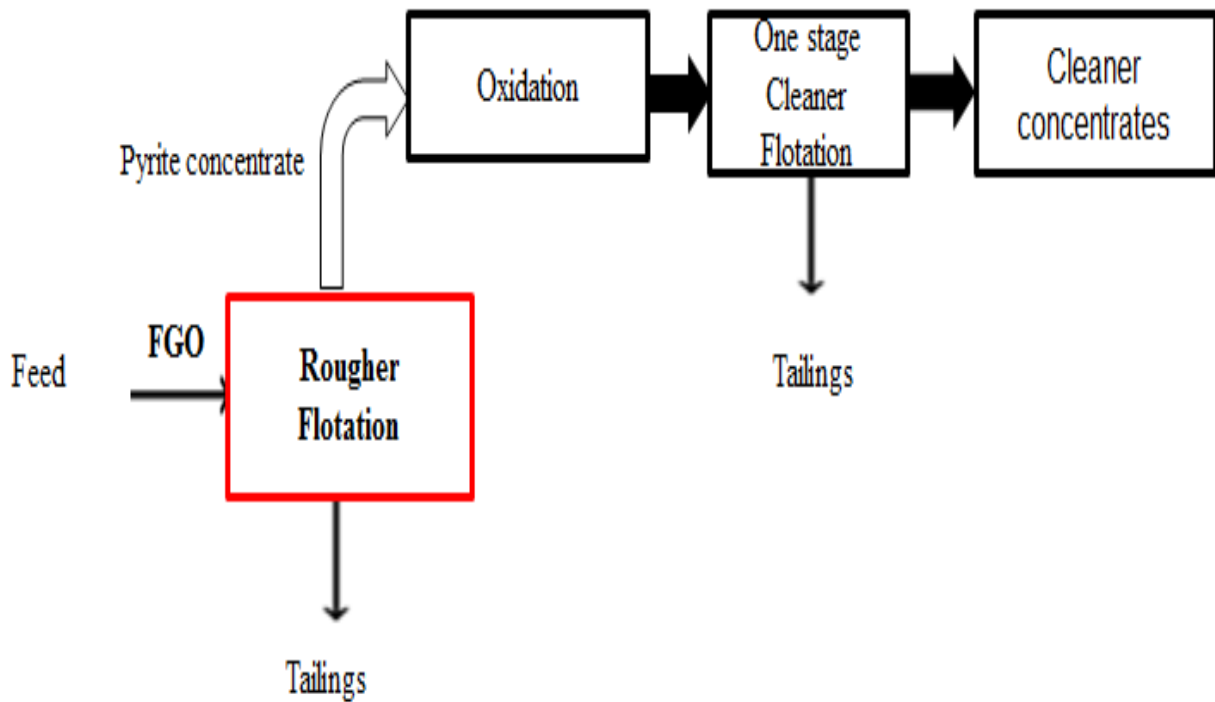 Oxidation
One stage
Cleaner
Flotation
Cleaner
concentrates
Pyrite concentrate
Feed
FGO
Rougher
Flotation
Tailings
Tailings